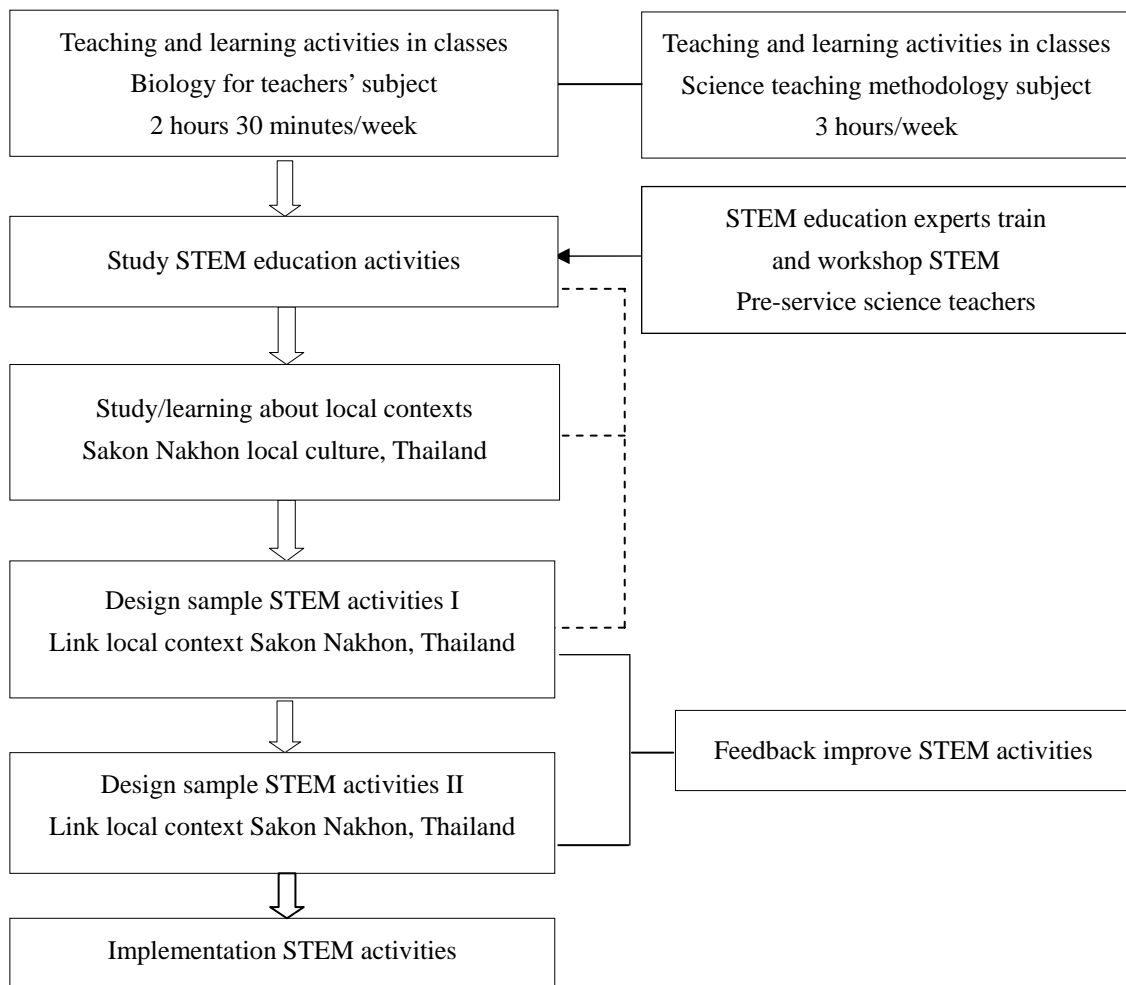 Teaching and learning activities in classes
Biology for teachers’ subject
2 hours 30 minutes/week
Teaching and learning activities in classes
Science teaching methodology subject
3 hours/week
STEM education experts train
and workshop STEM
Pre-service science teachers
Study STEM education activities
Study/learning about local contexts
Sakon Nakhon local culture, Thailand
Design sample STEM activities I
Link local context Sakon Nakhon, Thailand
Feedback improve STEM activities
Design sample STEM activities II
Link local context Sakon Nakhon, Thailand
Implementation STEM activities